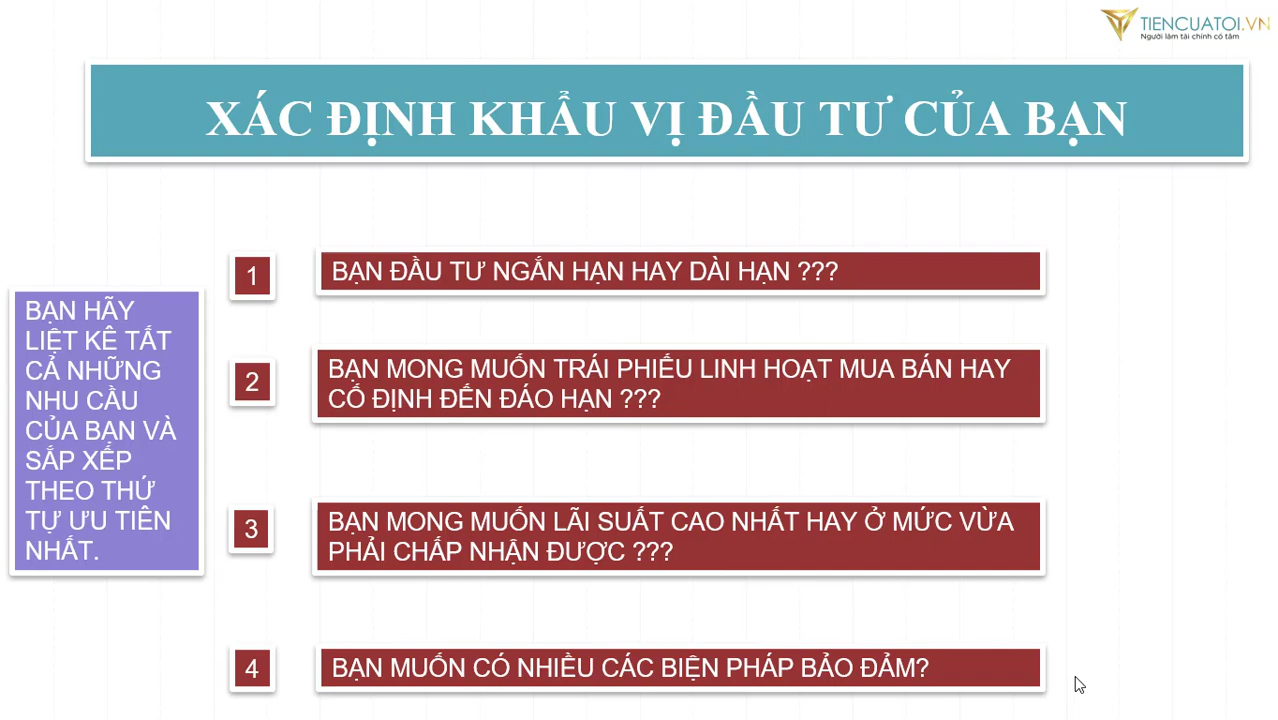 TIENCUATOI.VN
Người làm tài chính có tâm
XÁC ĐỊNH KHẨU VỊ ĐẦU TƯ CỦA BẠN
BẠN HÃY
LIỆT KÊ TẤT
CẢ NHỮNG
NHU CẦU
CỦA BẠN VÀ
SẮP XẾP
THEO THỨ
TỰ ƯU TIÊN
NHẤT.
1
BẠN ĐẦU TƯ NGẮN HẠN HAY DÀI HẠN ???
2
BẠN MONG MUỐN TRÁI PHIẾU LINH HOẠT MUA BÁN HAY
CỐ ĐỊNH ĐẾN ĐÁO HẠN ???
3
BẠN MONG MUỐN LÃI SUẤT CAO NHẤT HAY Ở MỨC VỪA
PHẢI CHẤP NHẬN ĐƯỢC ???
4
BẠN MUỐN CÓ NHIỀU CÁC BIỆN PHÁP BẢO ĐẢM?